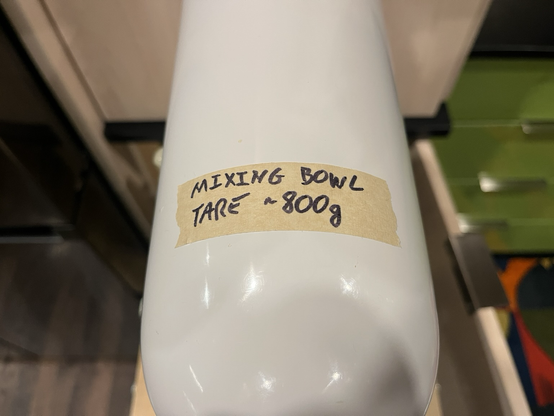 MIXING BOWL
TARE ~800g